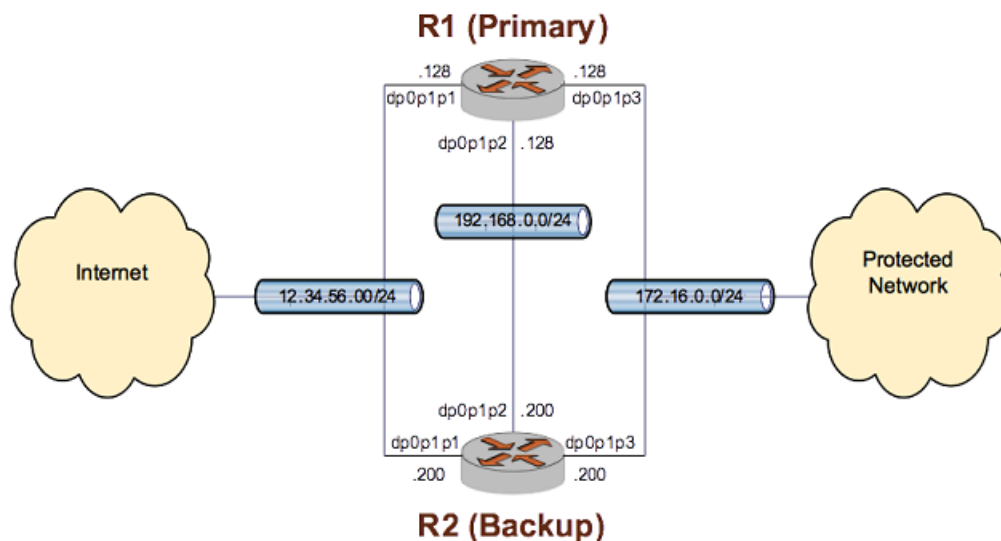 R1 (Primary)
.128
.128
dp0p1p1
dp0p1p3
dp0p1p2
.128
192.168.0.0/24
Internet
Protected
Network
12.34.56.00/24
172.16.0.0/24
dp0p1p2
.200
dp0p1p1
dp0p1p3
.200
.200
R2 (Backup)